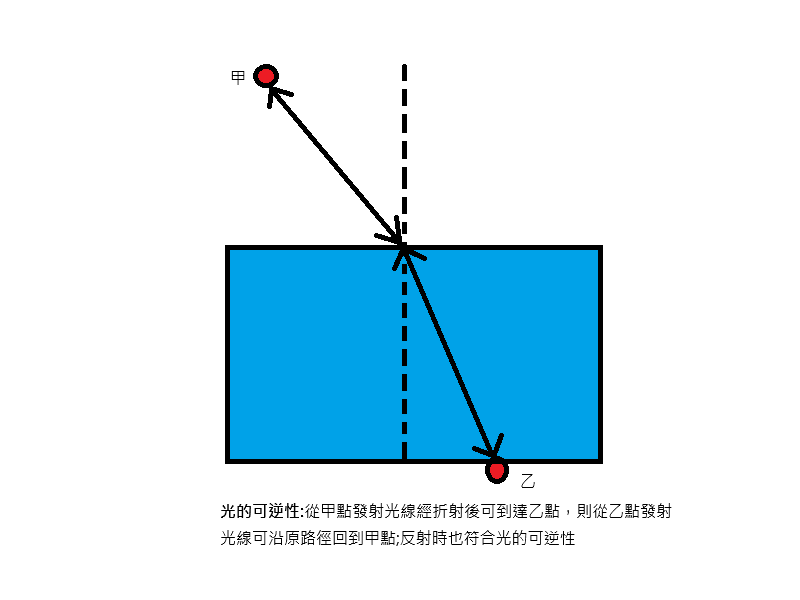 甲
乙
光的可逆性:從甲點發射光線經折射後可到達乙點，則從乙點發射
光線可沿原路徑回到甲點;反射時也符合光的可逆性